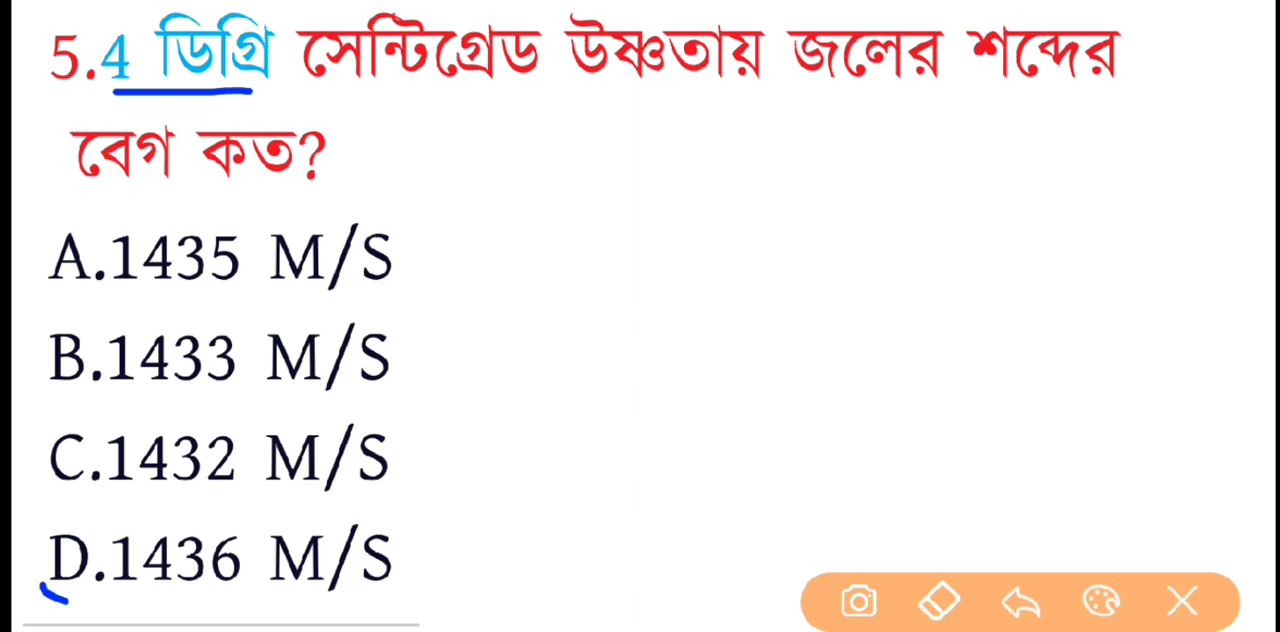 5.4 ডিগ্রি সেন্টিগ্রেড উষ্ণতায় জলের শব্দের
বেগ কত?
A.1435 M/S
B.1433 M/S
C.1432 M/S
D.1436 M/S